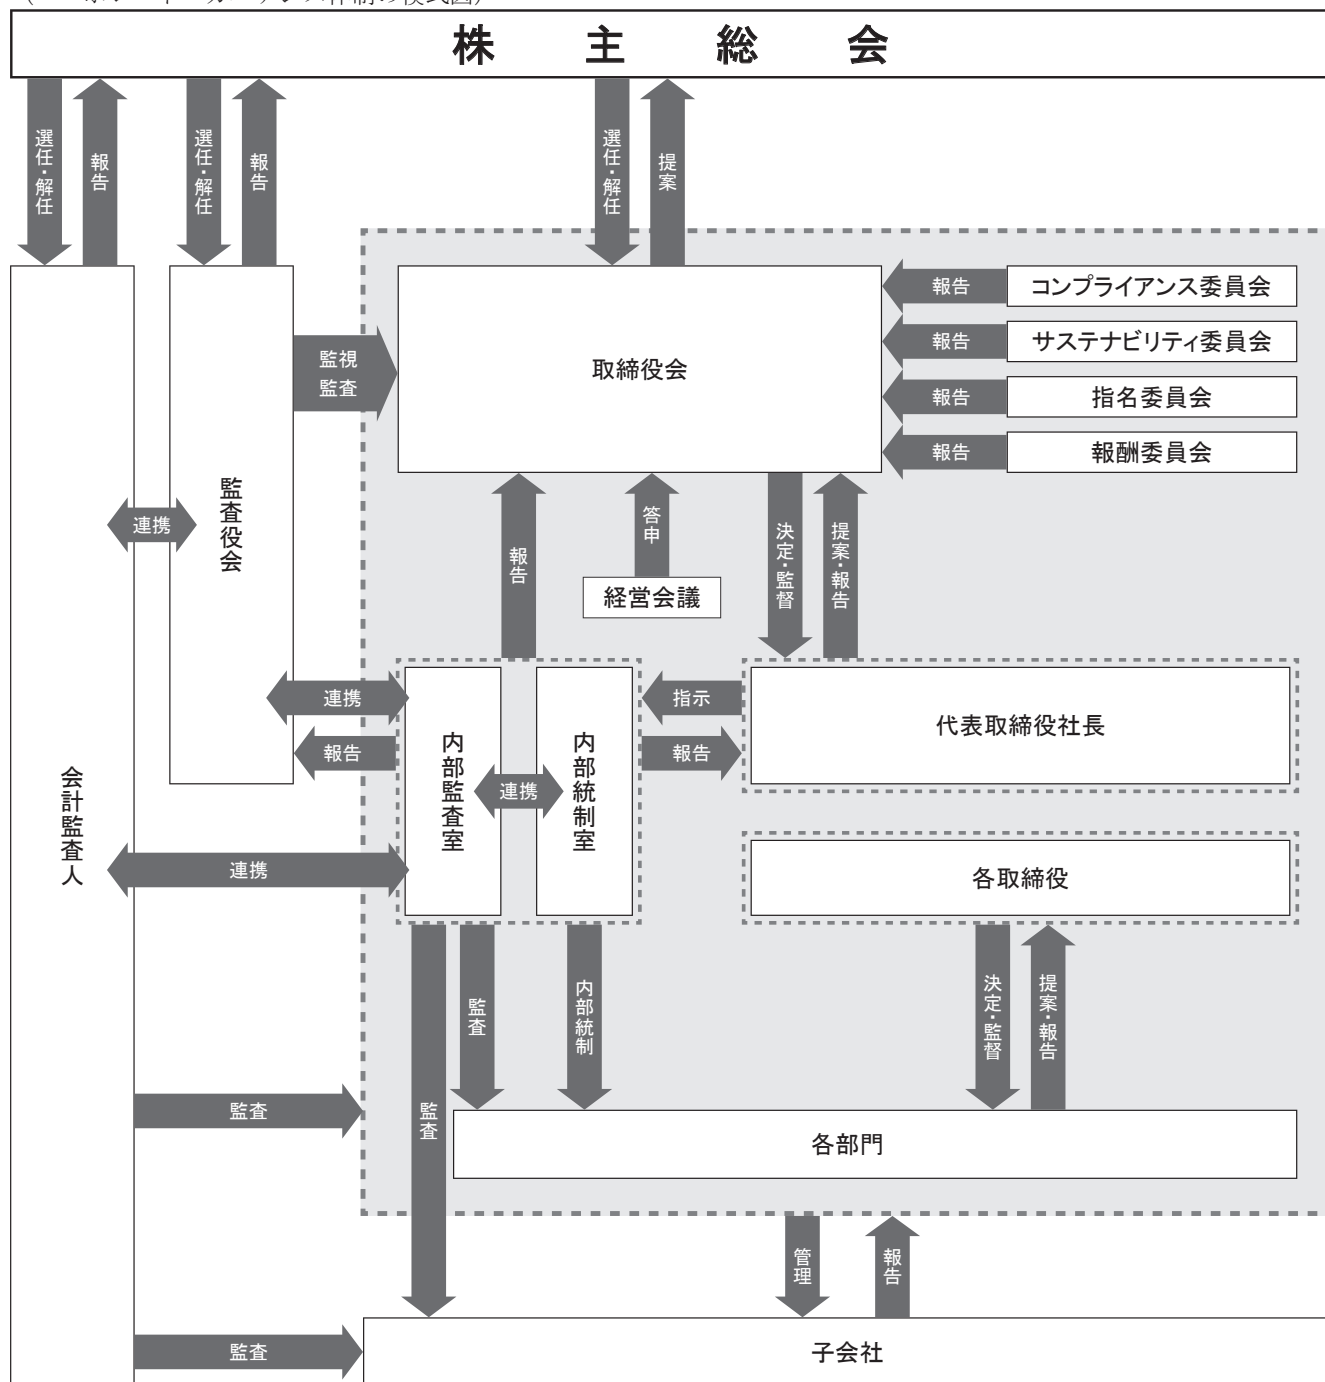 株主総会
選任・解任
報告
選任・解任
報告
選任・解任
提案
取締役会
報告
コンプライアンス委員会
報告
サステナビリティ委員会
報告
指名委員会
報告
報酬委員会
監視
監査
監査役会
連携
報告
答申
経営会議
決定・監督
提案・報告
連携
報告
内部監査室
連携
内部統制室
指示
報告
代表取締役社長
各取締役
会計監査人
連携
監査
監査
内部統制
決定・監督
提案・報告
監査
各部門
管理
報告
監査
子会社